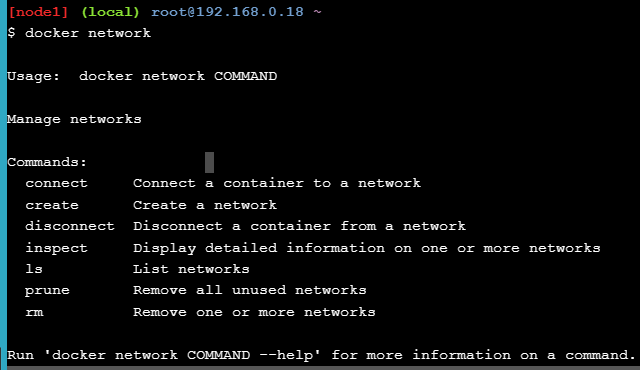 [node1] (local) root@192.168.0.18 ~
$ docker network

Usage:  docker network COMMAND

Manage networks

Commands:
  connect     Connect a container to a network
  create      Create a network
  disconnect  Disconnect a container from a network
  inspect     Display detailed information on one or more networks
  ls          List networks
  prune       Remove all unused networks
  rm          Remove one or more networks

Run 'docker network COMMAND --help' for more information on a command.